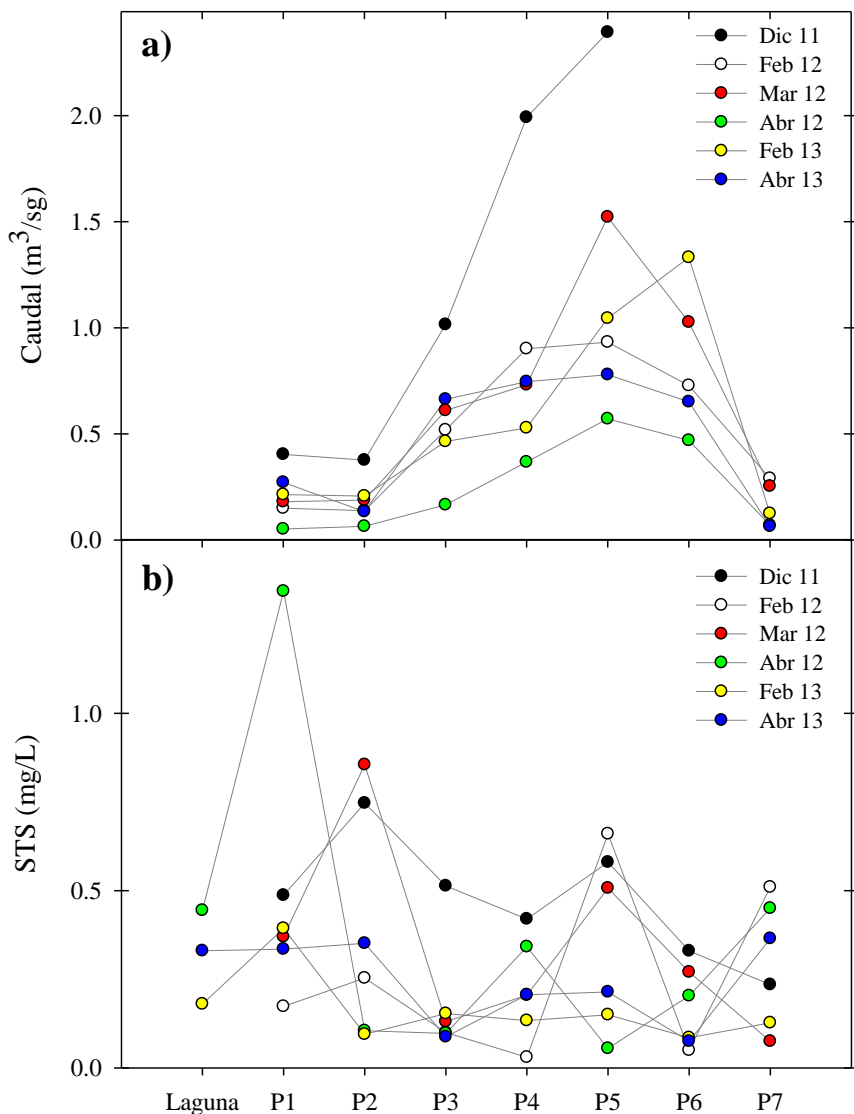 a)
Dic 11
Feb 12
Mar 12
Abr 12
Feb 13
Abr 13
Caudal (m³/sg)
2.0
1.5
1.0
0.5
0.0
b)
Dic 11
Feb 12
Mar 12
Abr 12
Feb 13
Abr 13
STS (mg/L)
1.0
0.5
0.0
Laguna P1 P2 P3 P4 P5 P6 P7